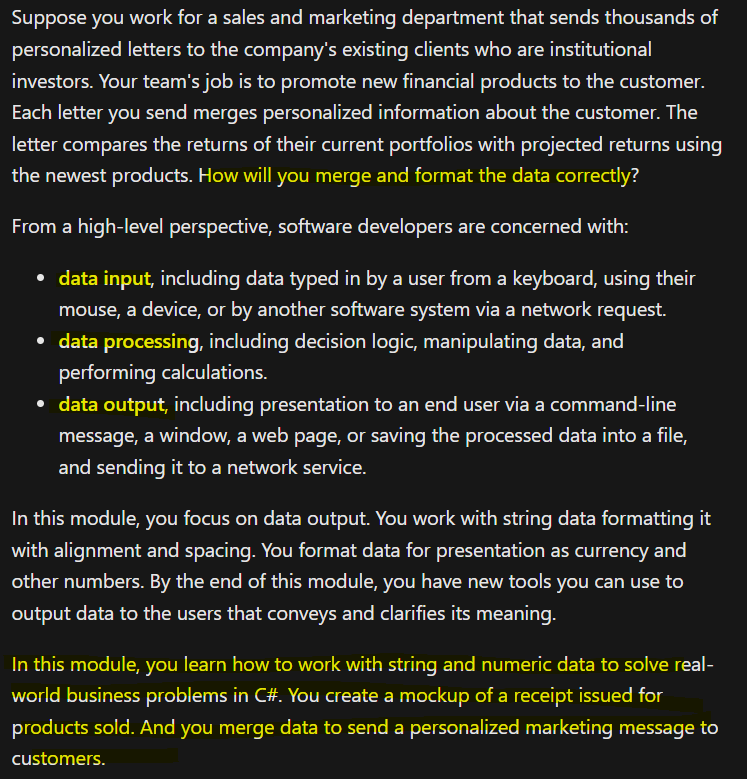 Suppose you work for a sales and marketing department that sends thousands of
personalized letters to the company's existing clients who are institutional
investors. Your team's job is to promote new financial products to the customer.
Each letter you send merges personalized information about the customer. The
letter compares the returns of their current portfolios with projected returns using
the newest products. How will you merge and format the data correctly?
From a high-level perspective, software developers are concerned with:
• data input, including data typed in by a user from a keyboard, using their
mouse, a device, or by another software system via a network request.
• data processing, including decision logic, manipulating data, and
performing calculations.
• data output, including presentation to an end user via a command-line
message, a window, a web page, or saving the processed data into a file,
and sending it to a network service.
In this module, you focus on data output. You work with string data formatting it
with alignment and spacing. You format data for presentation as currency and
other numbers. By the end of this module, you have new tools you can use to
output data to the users that conveys and clarifies its meaning.
In this module, you learn how to work with string and numeric data to solve real-
world business problems in C#. You create a mockup of a receipt issued for
products sold. And you merge data to send a personalized marketing message to
customers.